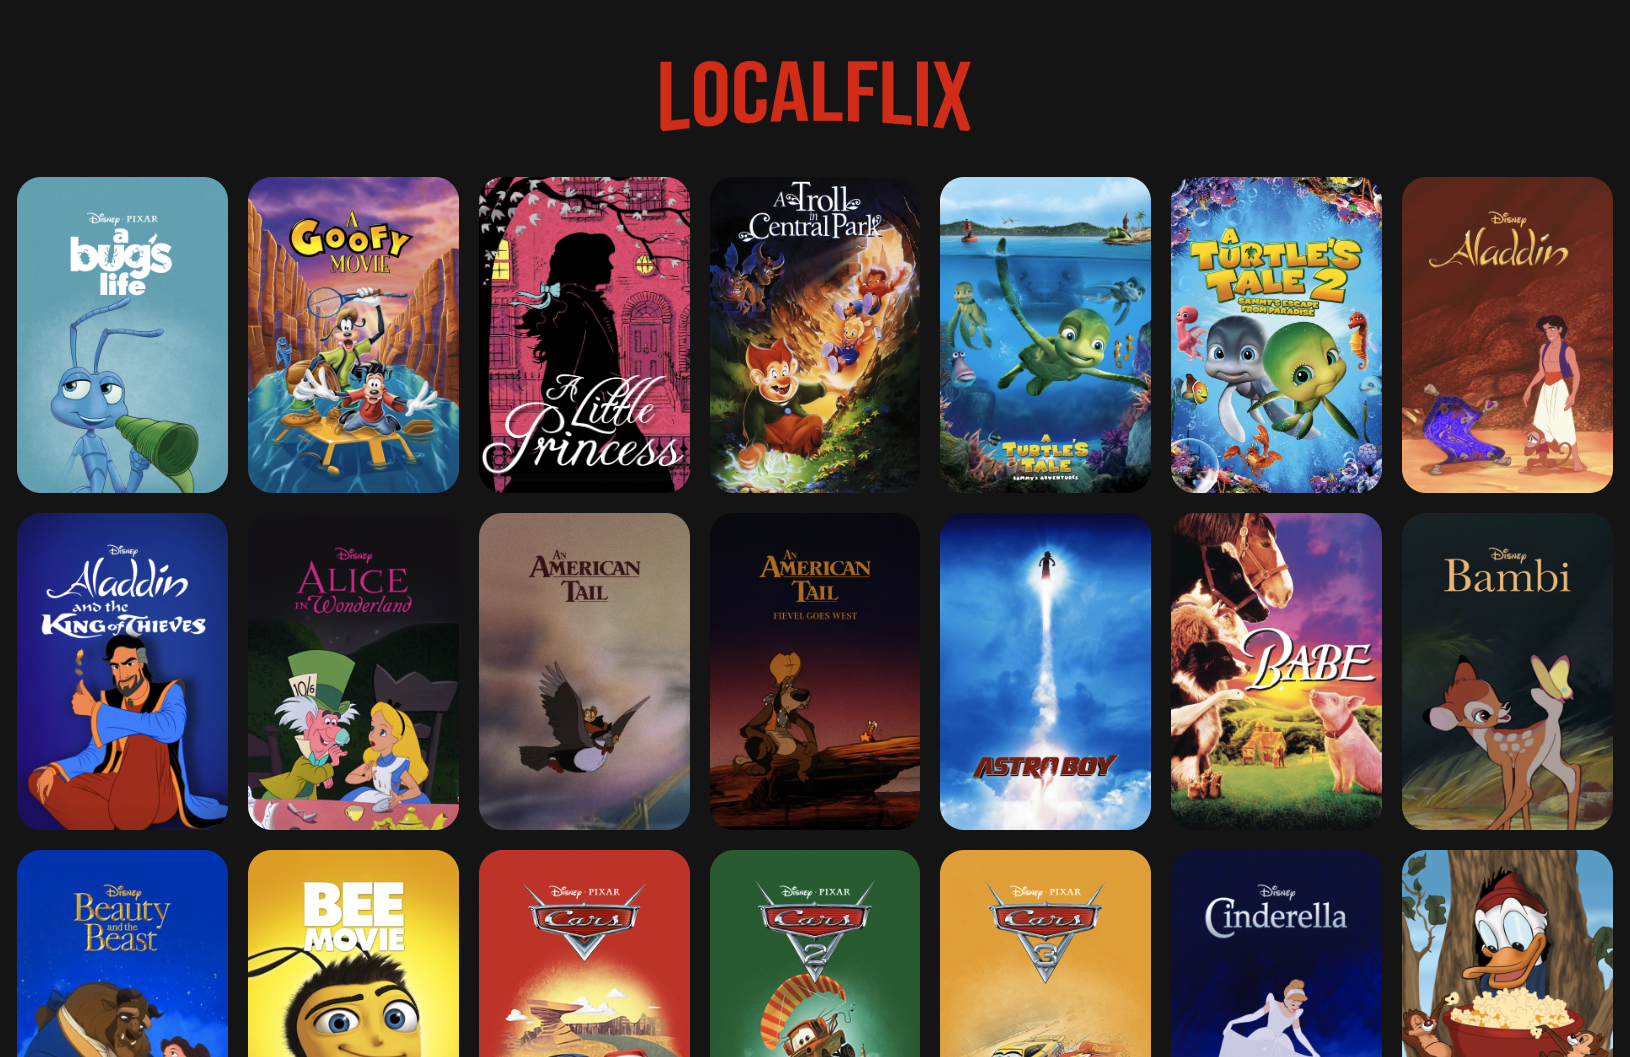 LOCALFLIX
Disney · PIXAR
a
bug's
life
A
GOOFY
MOVIE
A
Little
Princess
A Troll
in
Central Park
A
TURTLE'S
TALE
SAMMY'S ADVENTURES
A
TURTLE'S
TALE 2
SAMMY'S ESCAPE
FROM PARADISE
Disney
Aladdin
Disney
Aladdin
and the
KING of THIEVES
Disney
ALICE
IN Wonderland
10/6
AN
AMERICAN
TAIL
AN
AMERICAN
TAIL
FIEVEL GOES WEST
ASTRO BOY
BABE
Disney
Bambi
Disney
Beauty
and the
Beast
BEE
MOVIE
Disney · PIXAR
Cars
Disney · PIXAR
Cars
2
Disney · PIXAR
Cars
3
Disney
Cinderella